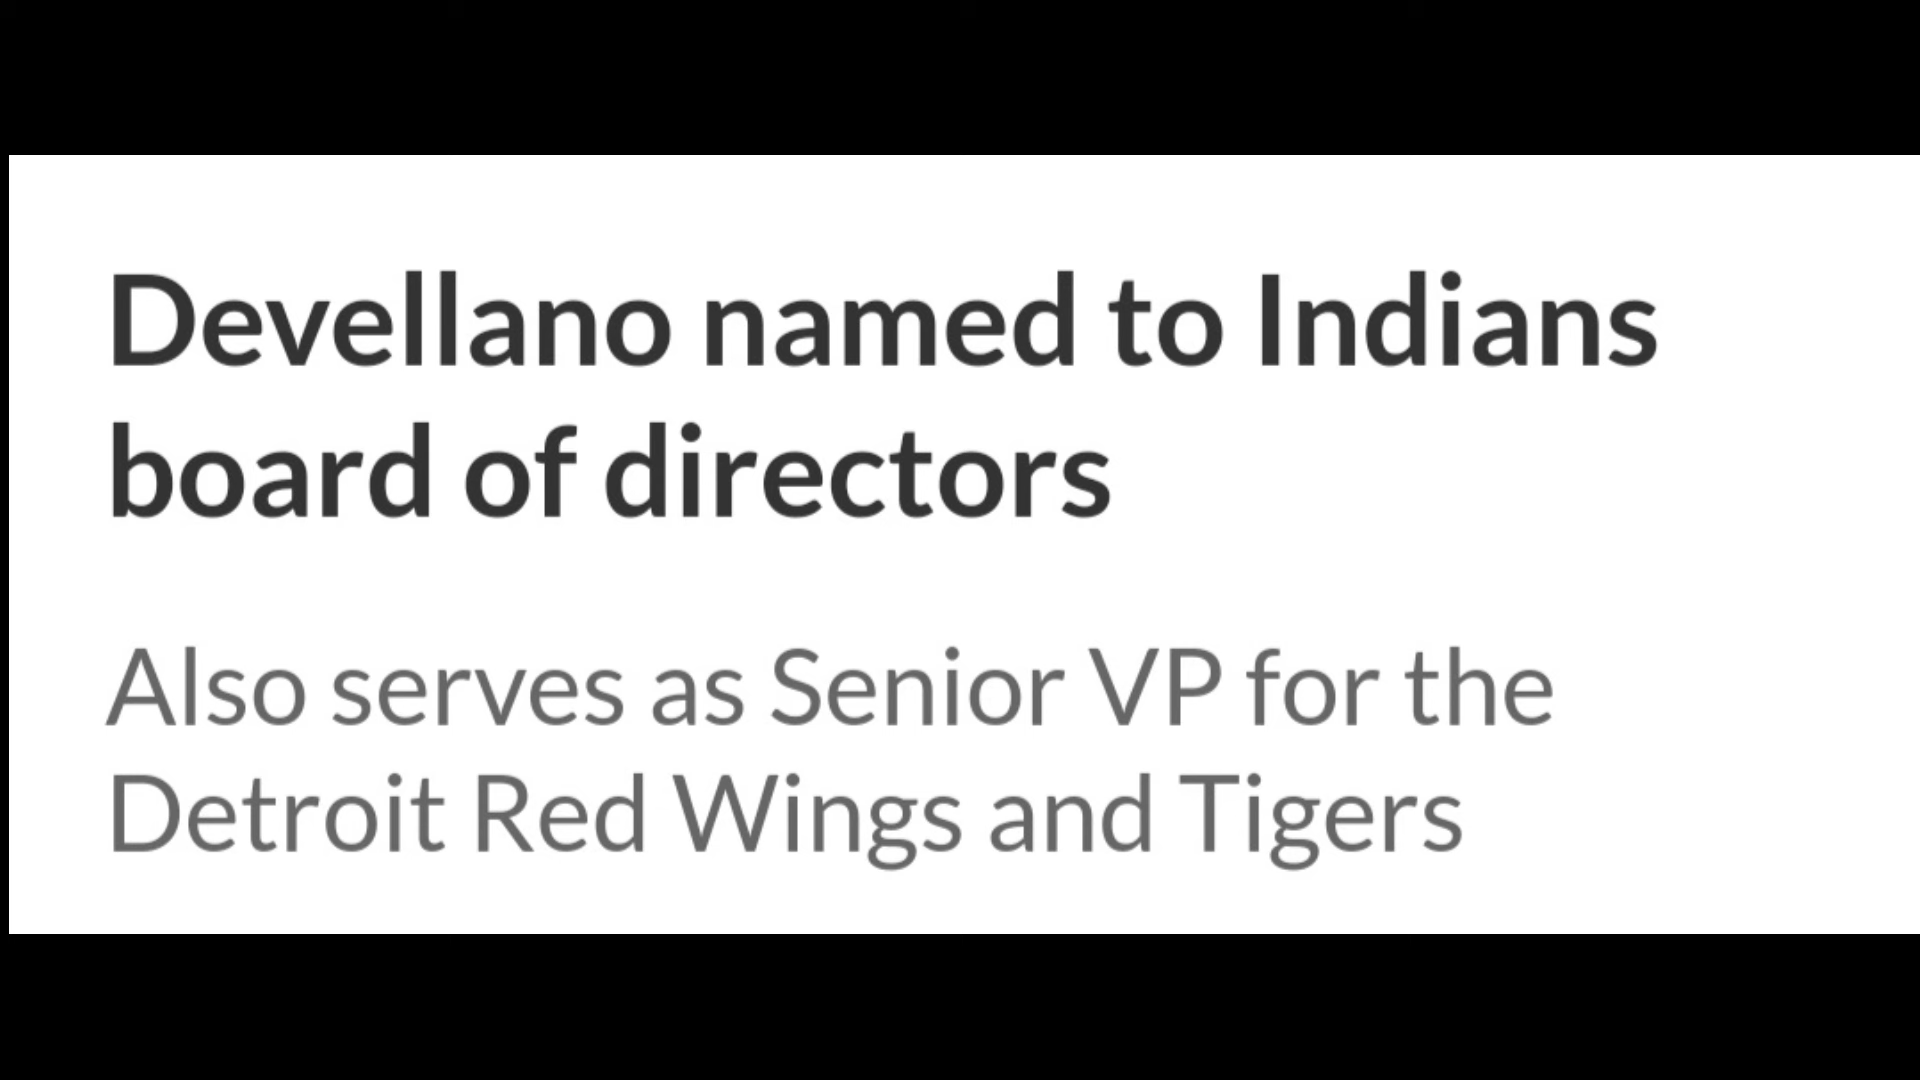 Devellano named to Indians
board of directors
Also serves as Senior VP for the
Detroit Red Wings and Tigers